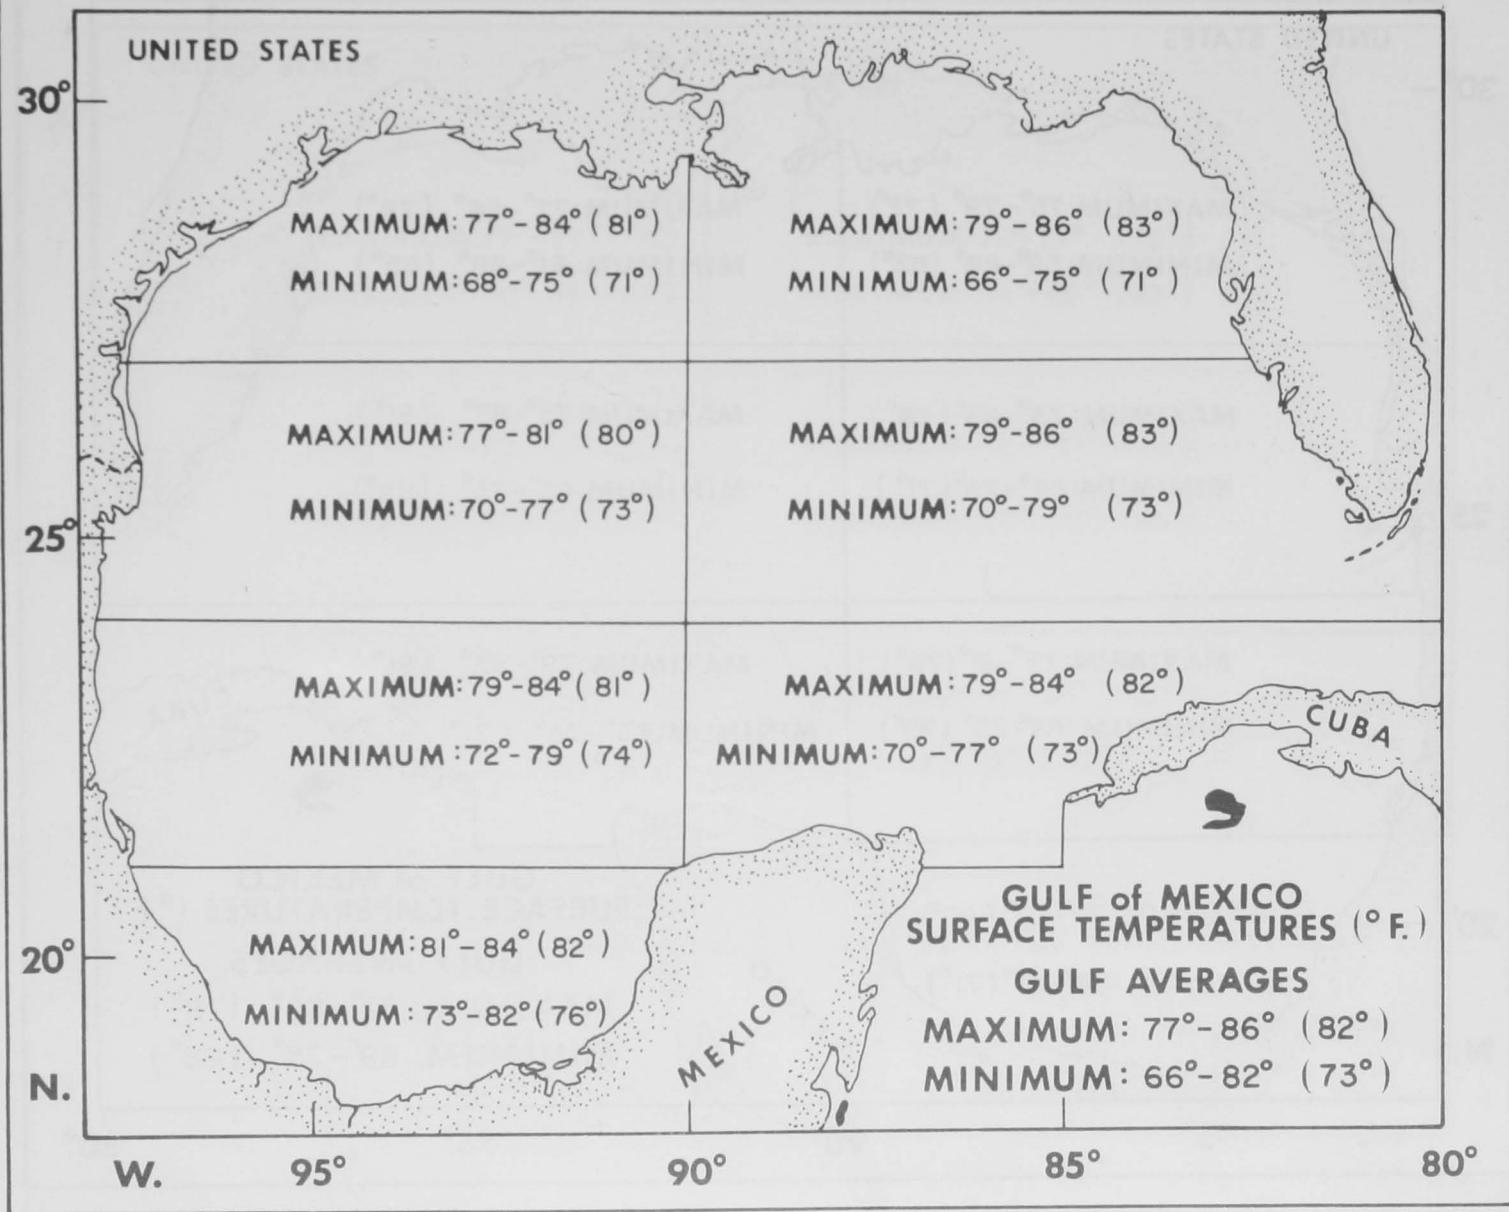 UNITED STATES
30°
MAXIMUM: 77°-84° (81°)
MAXIMUM: 79°-86° (83°)
MINIMUM: 68°-75° (71°)
MINIMUM: 66°-75° (71°)
MAXIMUM: 77°-81° (80°)
MAXIMUM: 79°-86° (83°)
MINIMUM: 70°-77° (73°)
MINIMUM: 70°-79° (73°)
25°
MAXIMUM: 79°-84° (81°)
MAXIMUM: 79°-84° (82°)
CUBA
MINIMUM: 72°-79° (74°)
MINIMUM: 70°-77° (73°)
GULF of MEXICO
SURFACE TEMPERATURES (°F.)
MAXIMUM: 81°-84° (82°)
20°
GULF AVERAGES
MINIMUM: 73°-82° (76°)
MEXICO
MAXIMUM: 77°-86° (82°)
MINIMUM: 66°-82° (73°)
N.
W. 95° 90° 85° 80°